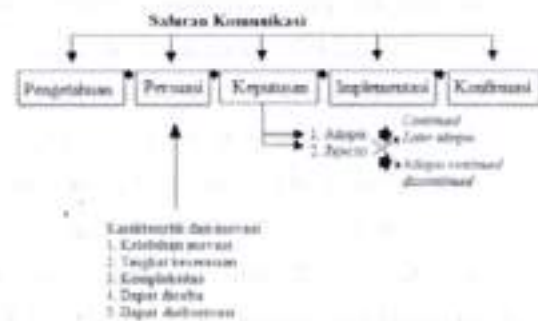 Saluran Komunikasi
Pengetahuan
Persuasi
Keputusan
Implementasi
Konfirmasi
1. Adopsi
2. Rejeksi
Continued
Later adopsi
Adopsi continued
discontinued
Karakteristik dari inovasi
1. Kelebihan inovasi
2. Tingkat keserasian
3. Kompleksitas
4. Dapat dicoba
5. Dapat diobservasi